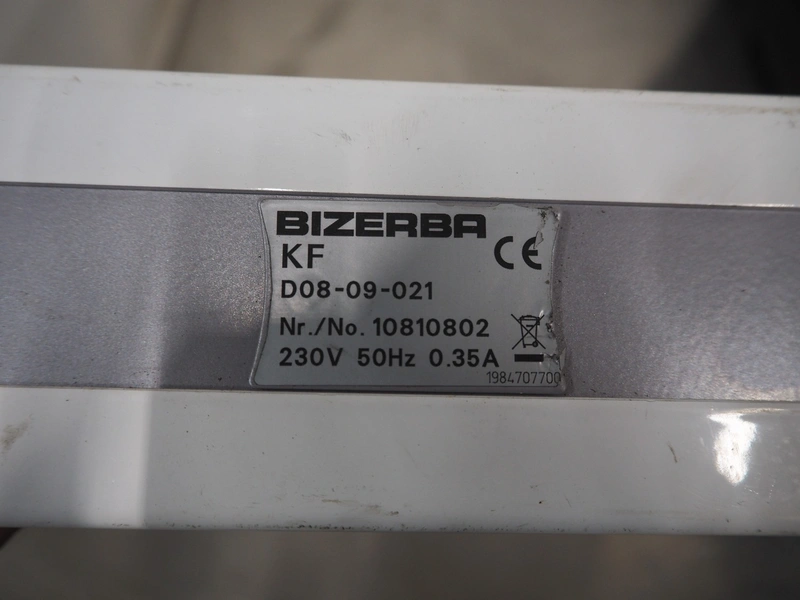 BIZERBA
KF CE
D08-09-021
Nr./No. 10810802
230V 50Hz 0.35A
1984707700